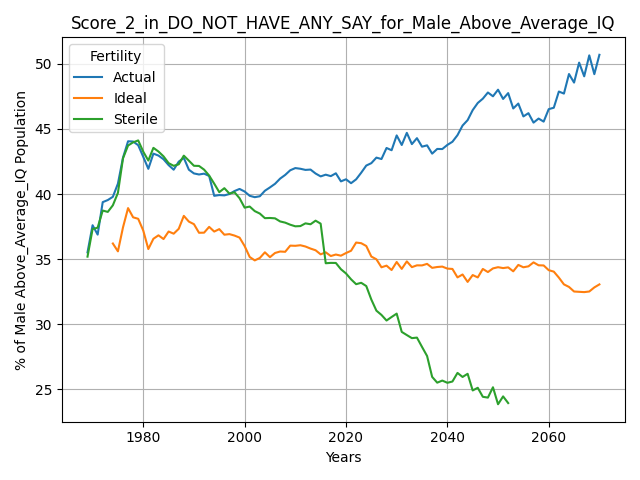 Score_2_in_DO_NOT_HAVE_ANY_SAY_for_Male_Above_Average_IQ
Fertility
Actual
Ideal
Sterile
% of Male Above_Average_IQ Population
50
45
40
35
30
25
1980
2000
2020
2040
2060
Years